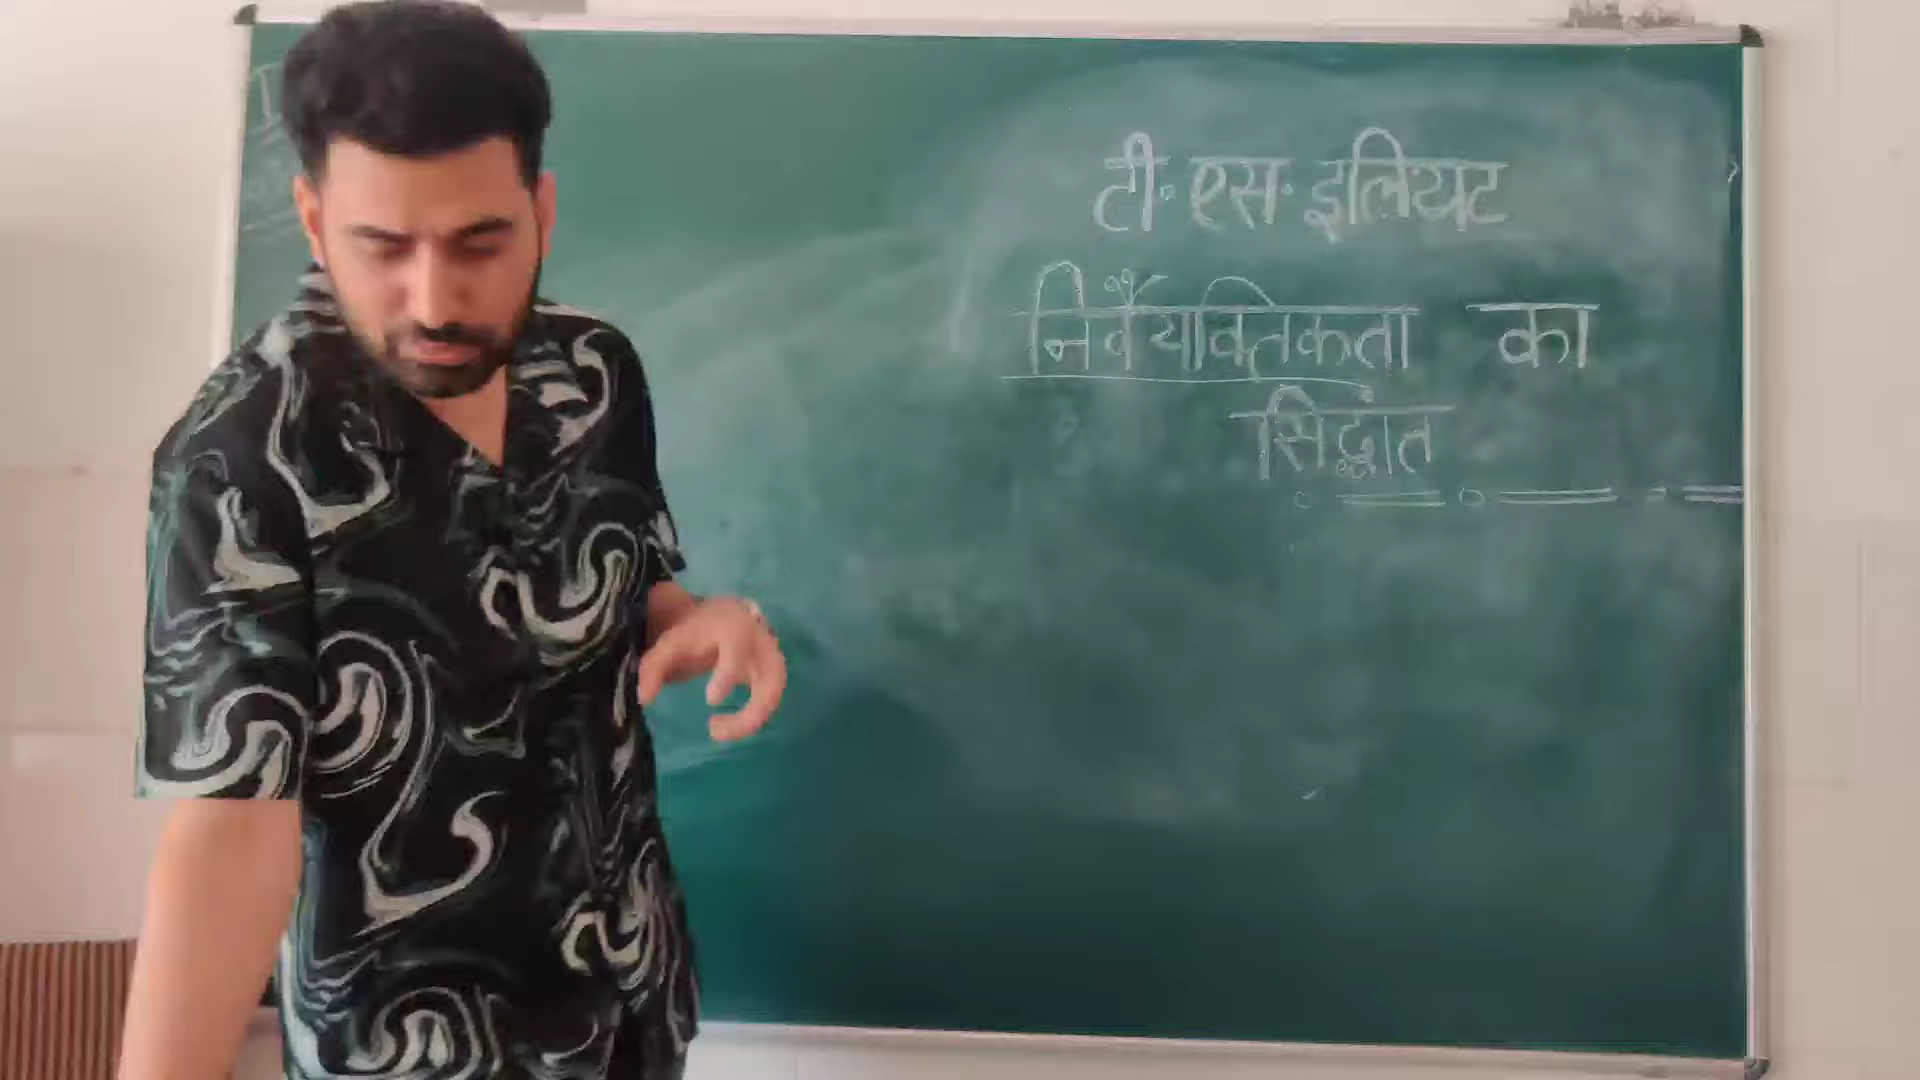 टी. एस. इलियट
निर्वैयक्तिकता का
सिद्धांत